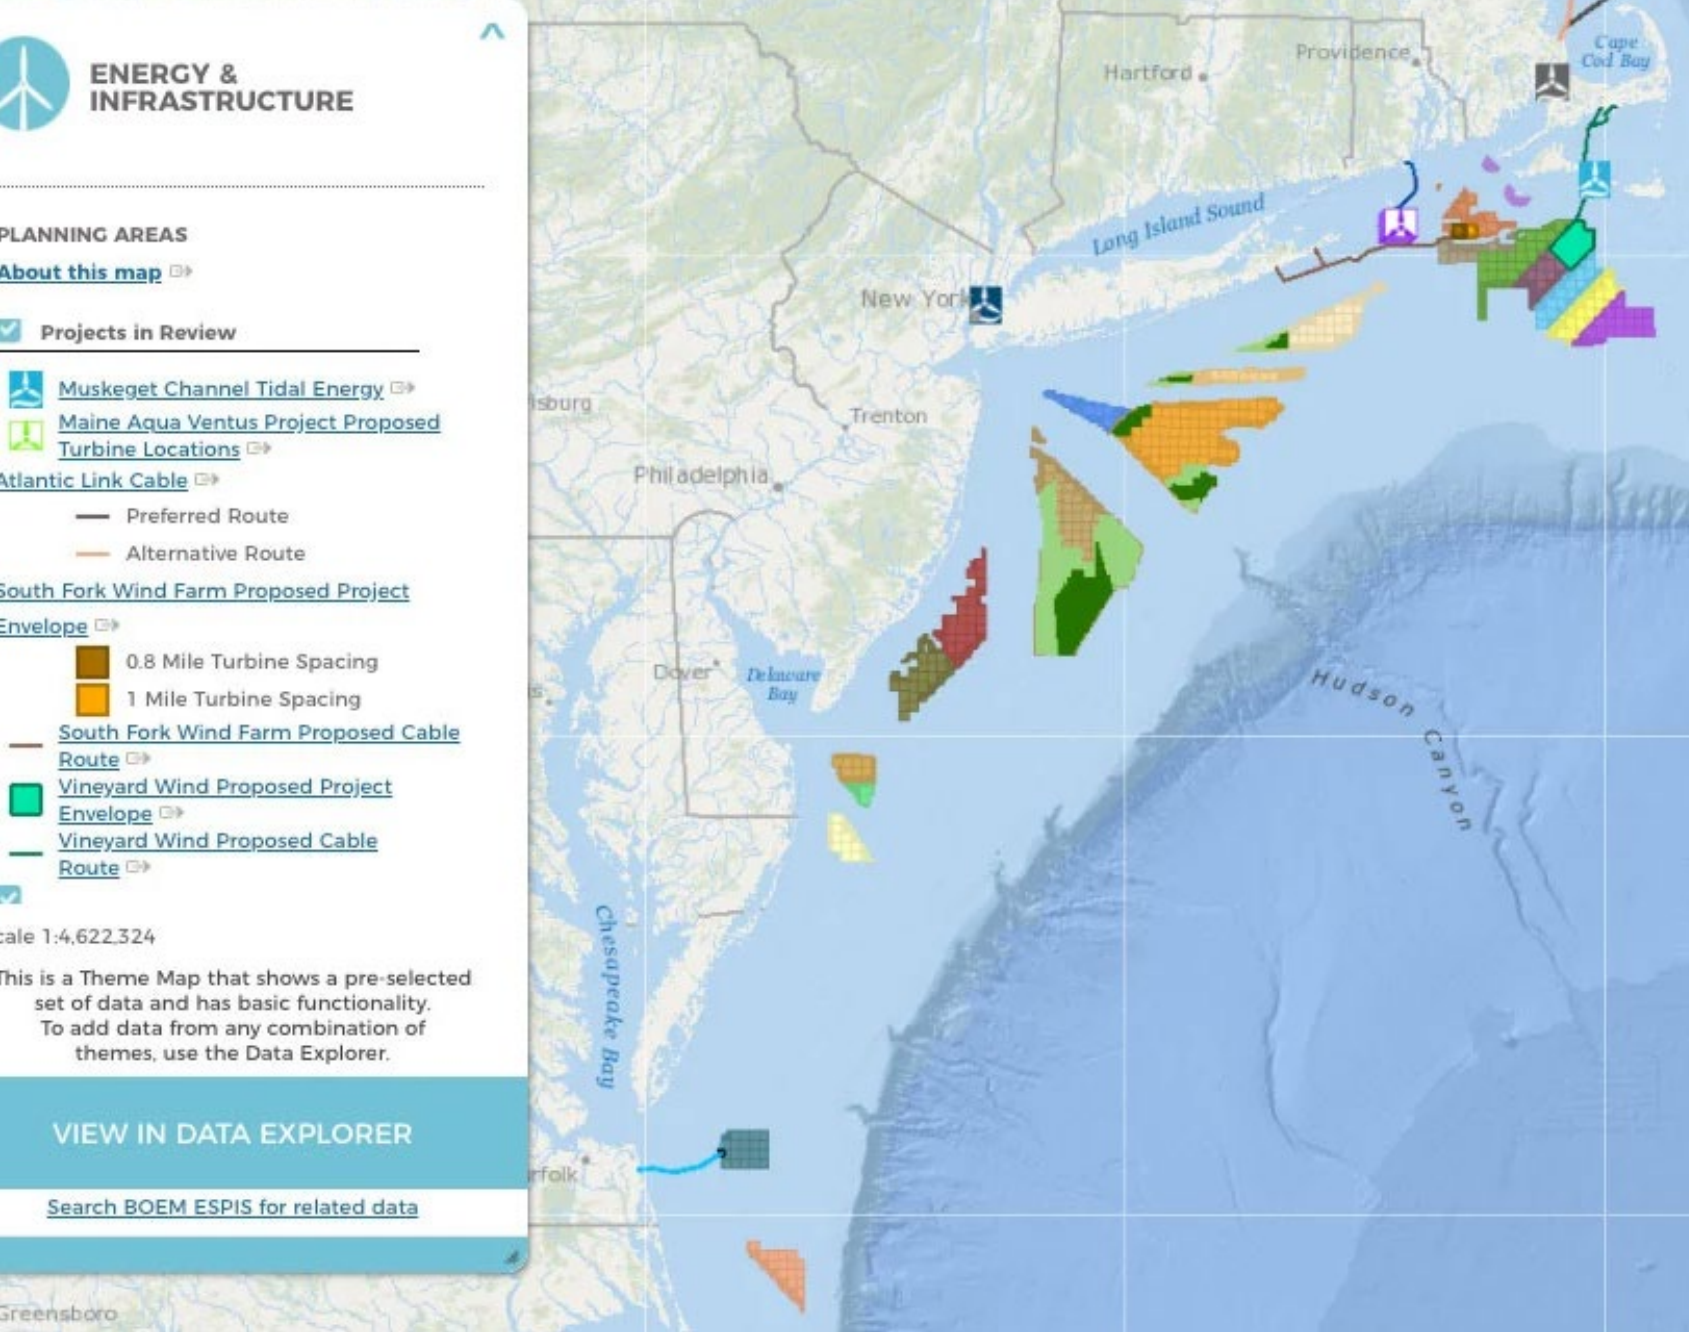 ENERGY &
INFRASTRUCTURE
PLANNING AREAS
About this map
Projects in Review
Muskeget Channel Tidal Energy
Maine Aqua Ventus Project Proposed
Turbine Locations
Atlantic Link Cable
Preferred Route
Alternative Route
South Fork Wind Farm Proposed Project
Envelope
0.8 Mile Turbine Spacing
1 Mile Turbine Spacing
South Fork Wind Farm Proposed Cable
Route
Vineyard Wind Proposed Project
Envelope
Vineyard Wind Proposed Cable
Route
cale 1:4,622,324
This is a Theme Map that shows a pre-selected
set of data and has basic functionality.
To add data from any combination of
themes, use the Data Explorer.
VIEW IN DATA EXPLORER
Search BOEM ESPIS for related data
Greensboro
Cape
Cod Bay
Providence
Hartford
Long Island Sound
New York
isburg
Trenton
Philadelphia
Dover
Delaware
Bay
is
Hudson Canyon
Chesapeake Bay
rfolk